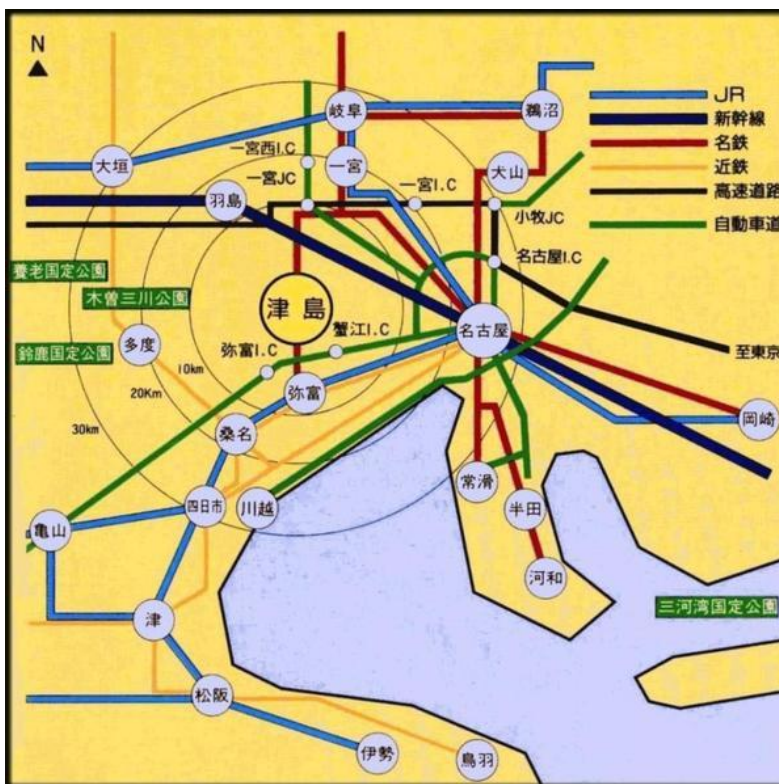 N
岐阜
鵜沼
JR
新幹線
名鉄
近鉄
高速道路
自動車道
一宮西I.C
大垣
一宮
犬山
一宮JC
一宮I.C
羽島
小牧JC
名古屋I.C
養老国定公園
木曽三川公園
津島
蟹江I.C
名古屋
多度
弥富I.C
鈴鹿国定公園
至東京
10km
20Km
弥富
30km
岡崎
桑名
常滑
四日市
川越
半田
亀山
河和
三河湾国定公園
津
松阪
伊勢
鳥羽